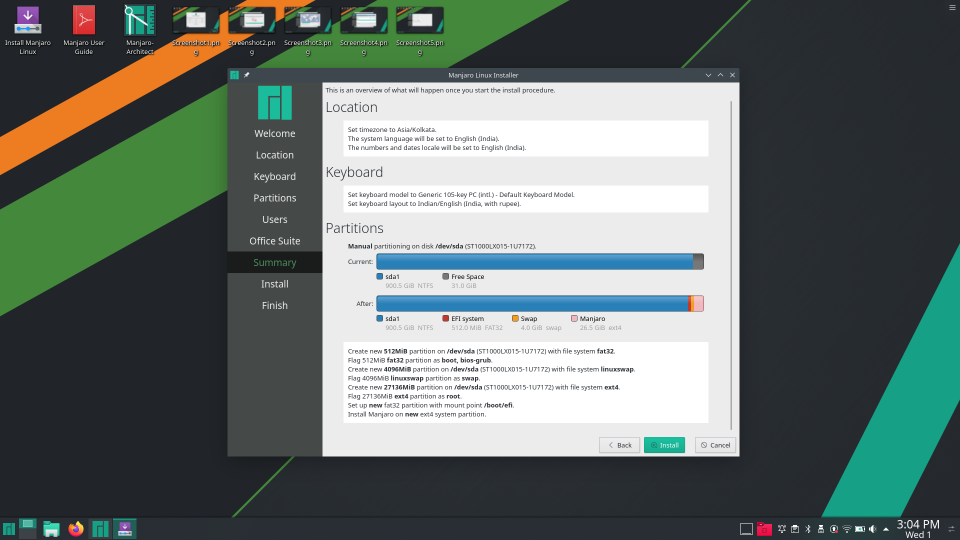 Install Manjaro
Linux
Manjaro User
Guide
Manjaro-
Architect
Screenshot1.pn
g
Screenshot2.pn
g
Screenshot3.pn
g
Screenshot4.pn
g
Screenshot5.pn
g
Manjaro Linux Installer
Welcome
Location
Keyboard
Partitions
Users
Office Suite
Summary
Install
Finish
This is an overview of what will happen once you start the install procedure.
Location
Set timezone to Asia/Kolkata.
The system language will be set to English (India).
The numbers and dates locale will be set to English (India).
Keyboard
Set keyboard model to Generic 105-key PC (intl.) - Default Keyboard Model.
Set keyboard layout to Indian/English (India, with rupee).
Partitions
Manual partitioning on disk /dev/sda (ST1000LX015-1U7172).
Current:
sda1 Free Space
900.5 GiB NTFS 31.0 GiB
After:
sda1 EFI system Swap Manjaro
900.5 GiB NTFS 512.0 MiB FAT32 4.0 GiB swap 26.5 GiB ext4
Create new 512MiB partition on /dev/sda (ST1000LX015-1U7172) with file system fat32.
Flag 512MiB fat32 partition as boot, bios-grub.
Create new 4096MiB partition on /dev/sda (ST1000LX015-1U7172) with file system linuxswap.
Flag 4096MiB linuxswap partition as swap.
Create new 27136MiB partition on /dev/sda (ST1000LX015-1U7172) with file system ext4.
Flag 27136MiB ext4 partition as root.
Set up new fat32 partition with mount point /boot/efi.
Install Manjaro on new ext4 system partition.
Back Install Cancel
3:04 PM
Wed 1